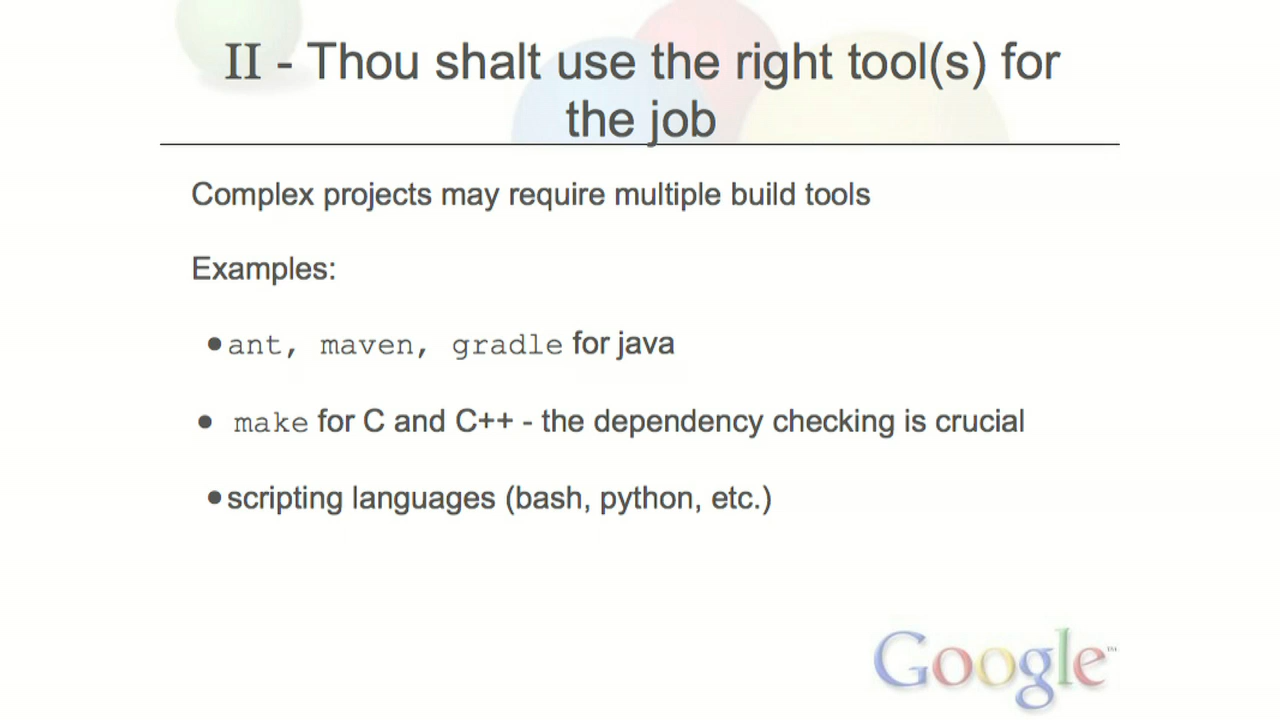 II - Thou shalt use the right tool(s) for
the job
Complex projects may require multiple build tools
Examples:
●ant, maven, gradle for java
● make for C and C++ - the dependency checking is crucial
●scripting languages (bash, python, etc.)
Google™